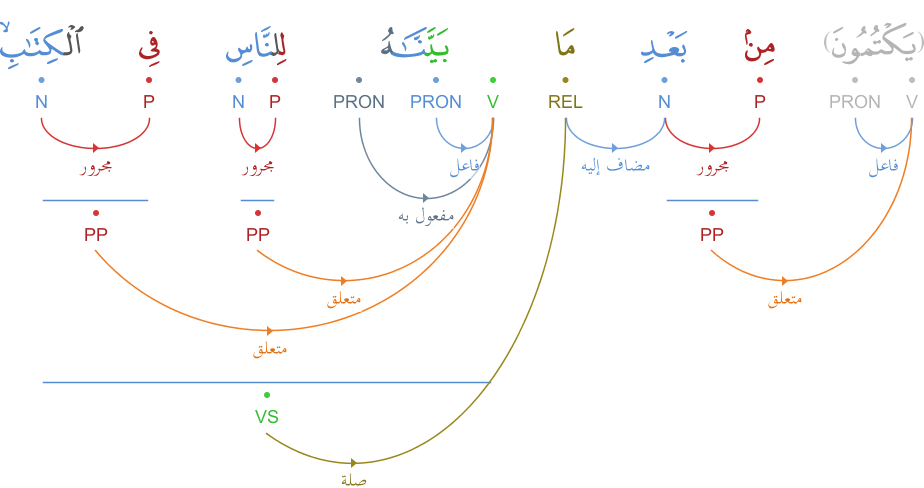 (يَكْتُمُونَ) مِنۢ بَعْدِ مَا بَيَّنَّـٰهُ لِلنَّاسِ فِى ٱلْكِتَـٰبِ ۙ
V PRON P N REL V PRON PRON P N P N
فاعل مجرور مضاف إليه فاعل مجرور مجرور
مفعول به
PP PP PP
متعلق متعلق
متعلق
VS
صلة